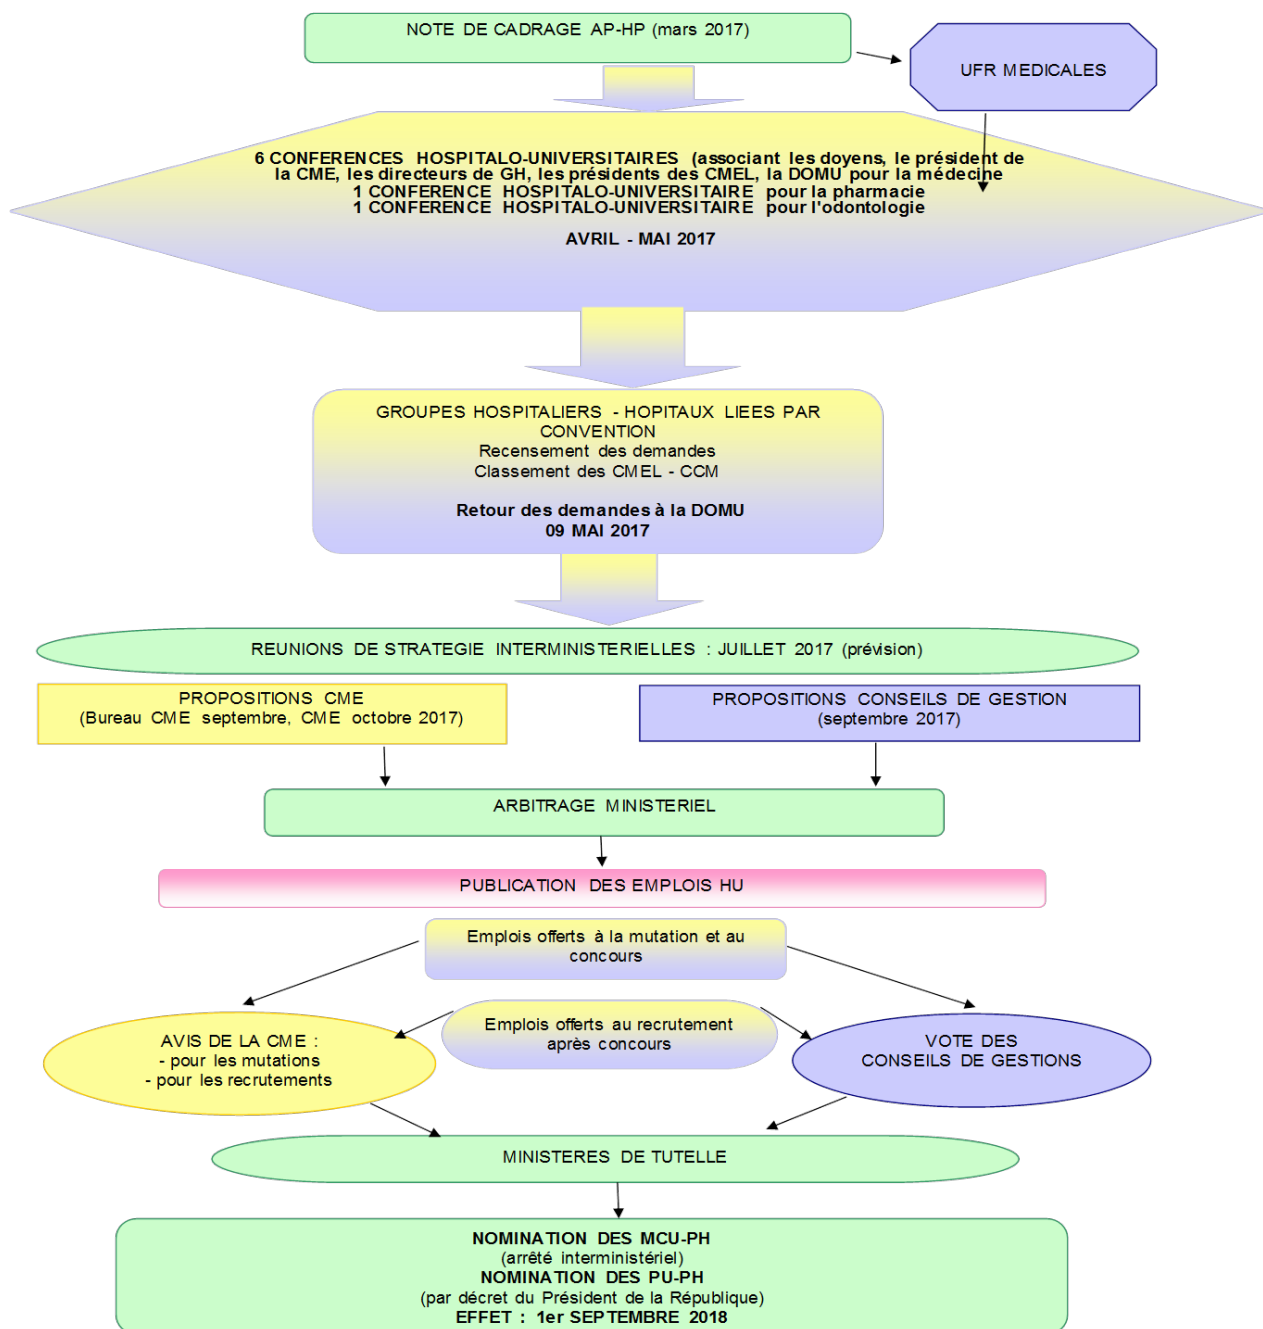 NOTE DE CADRAGE AP-HP (mars 2017)
UFR MEDICALES
6 CONFERENCES HOSPITALO-UNIVERSITAIRES (associant les doyens, le président de
la CME, les directeurs de GH, les présidents des CMEL, la DOMU pour la médecine
1 CONFERENCE HOSPITALO-UNIVERSITAIRE pour la pharmacie
1 CONFERENCE HOSPITALO-UNIVERSITAIRE pour l'odontologie
AVRIL - MAI 2017
GROUPES HOSPITALIERS - HOPITAUX LIEES PAR
CONVENTION
Recensement des demandes
Classement des CMEL - CCM
Retour des demandes à la DOMU
09 MAI 2017
REUNIONS DE STRATEGIE INTERMINISTERIELLES : JUILLET 2017 (prévision)
PROPOSITIONS CME
(Bureau CME septembre, CME octobre 2017)
PROPOSITIONS CONSEILS DE GESTION
(septembre 2017)
ARBITRAGE MINISTERIEL
PUBLICATION DES EMPLOIS HU
Emplois offerts à la mutation et au
concours
Emplois offerts au recrutement
après concours
AVIS DE LA CME :
- pour les mutations
- pour les recrutements
VOTE DES
CONSEILS DE GESTIONS
MINISTERES DE TUTELLE
NOMINATION DES MCU-PH
(arrêté interministériel)
NOMINATION DES PU-PH
(par décret du Président de la République)
EFFET : 1er SEPTEMBRE 2018